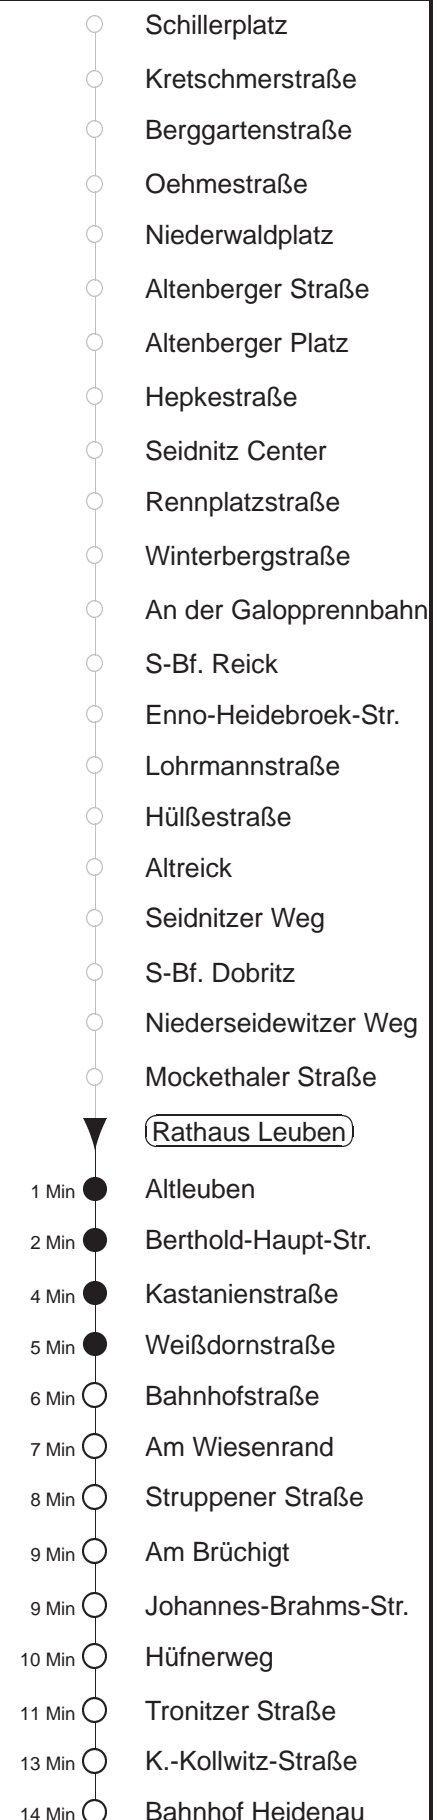 Schillerplatz
Kretschmerstraße
Berggartenstraße
Oehmestraße
Niederwaldplatz
Altenberger Straße
Altenberger Platz
Hepkestraße
Seidnitz Center
Rennplatzstraße
Winterbergstraße
An der Galopprennbahn
S-Bf. Reick
Enno-Heidebroek-Str.
Lohrmannstraße
Hülßestraße
Altreick
Seidnitzer Weg
S-Bf. Dobritz
Niederseidewitzer Weg
Mockethaler Straße
Rathaus Leuben
1 Min Altleuben
2 Min Berthold-Haupt-Str.
4 Min Kastanienstraße
5 Min Weißdornstraße
6 Min Bahnhofstraße
7 Min Am Wiesenrand
8 Min Struppener Straße
9 Min Am Brüchigt
9 Min Johannes-Brahms-Str.
10 Min Hüfnerweg
11 Min Tronitzer Straße
13 Min K.-Kollwitz-Straße
14 Min Bahnhof Heidenau